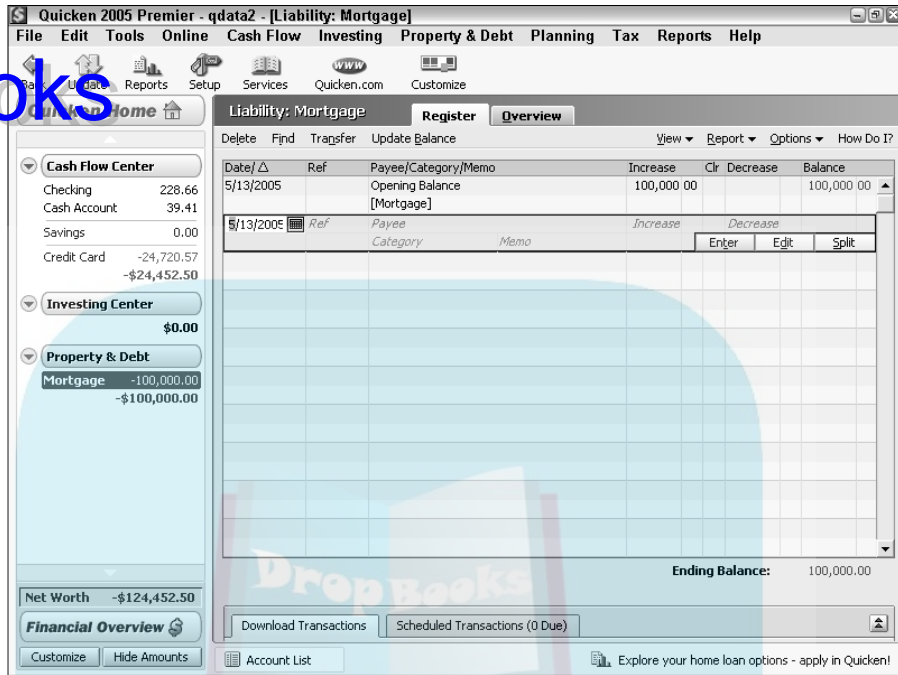 Quicken 2005 Premier - qdata2 - [Liability: Mortgage]
File Edit Tools Online Cash Flow Investing Property & Debt Planning Tax Reports Help
Back Update Reports Setup Services Quicken.com Customize
www
oks
Quicken Home
Liability: Mortgage Register Overview
Delete Find Transfer Update Balance View Report Options How Do I?
Cash Flow Center
Checking 228.66
Cash Account 39.41
Savings 0.00
Credit Card -24,720.57
-$24,452.50
Investing Center
$0.00
Property & Debt
Mortgage -100,000.00
-$100,000.00
Date/ Ref Payee/Category/Memo Increase Clr Decrease Balance
5/13/2005 Opening Balance 100,000 00 100,000 00
[Mortgage]
5/13/2005 Ref Payee Increase Decrease
Category Memo Enter Edit Split
DropBooks
Ending Balance: 100,000.00
Net Worth -$124,452.50
Financial Overview
Customize Hide Amounts
Download Transactions Scheduled Transactions (0 Due)
Account List Explore your home loan options - apply in Quicken!